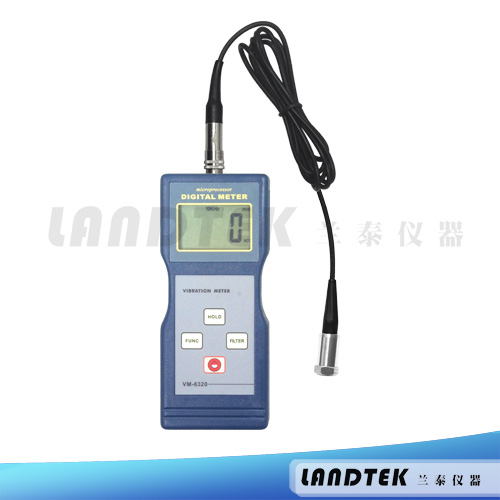 microprocessor
DIGITAL METER
10KHz
0
LANDTEK 兰泰仪器
VIBRATION METER
HOLD
FUNC
FILTER
VM-6320
LANDTEK 兰泰仪器